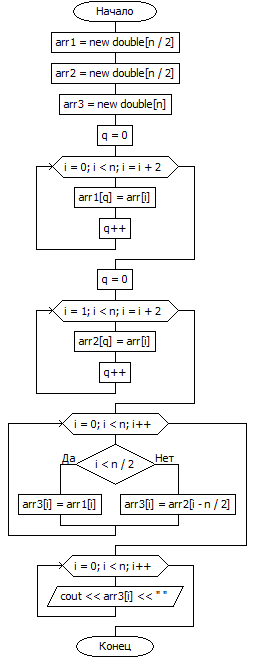 Начало
arr1 = new double[n / 2]
arr2 = new double[n / 2]
arr3 = new double[n]
q = 0
i = 0; i < n; i = i + 2
arr1[q] = arr[i]
q++
q = 0
i = 1; i < n; i = i + 2
arr2[q] = arr[i]
q++
i = 0; i < n; i++
Да
i < n / 2
Нет
arr3[i] = arr1[i]
arr3[i] = arr2[i - n / 2]
i = 0; i < n; i++
cout << arr3[i] << " "
Конец